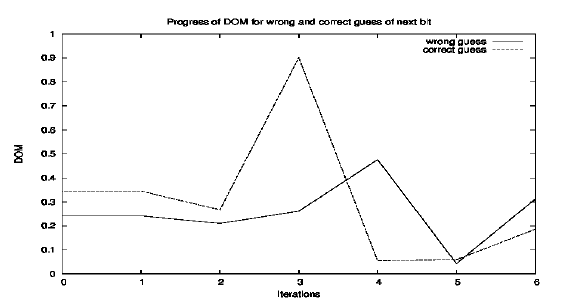 Progress of DOM for wrong and correct guess of next bit
1
wrong guess
correct guess
0.9
0.8
0.7
0.6
0.5
DOM
0.4
0.3
0.2
0.1
0
0 1 2 3 4 5 6
Iterations